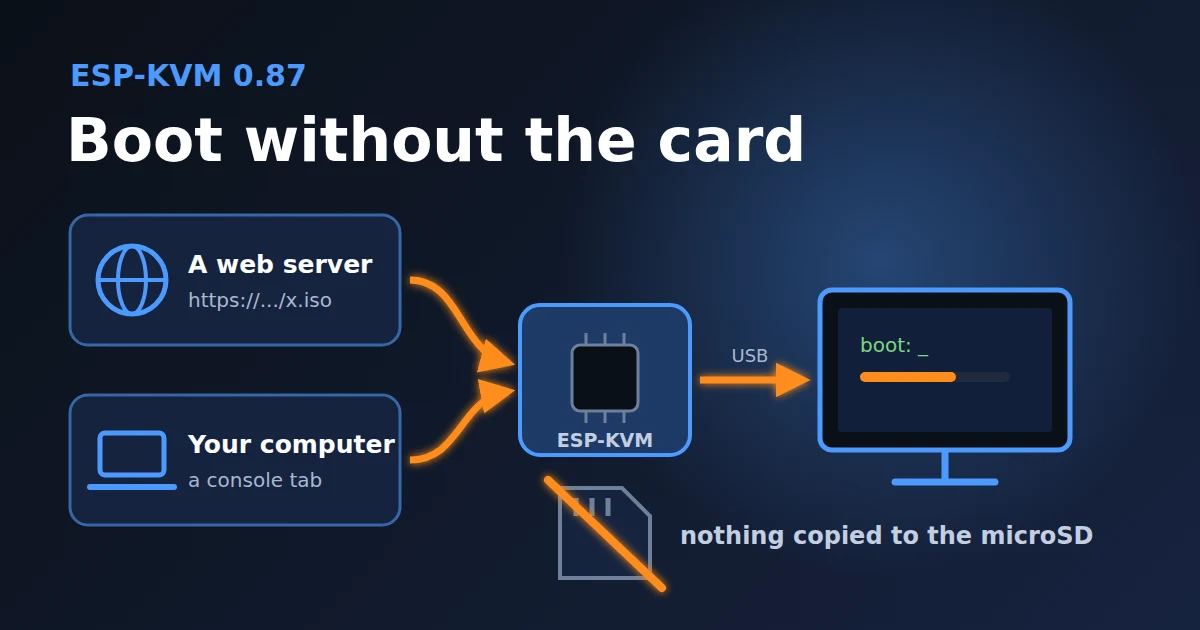 ESP-KVM 0.87
Boot without the card
A web server
https://.../x.iso
Your computer
a console tab
ESP-KVM
USB
boot: _
nothing copied to the microSD